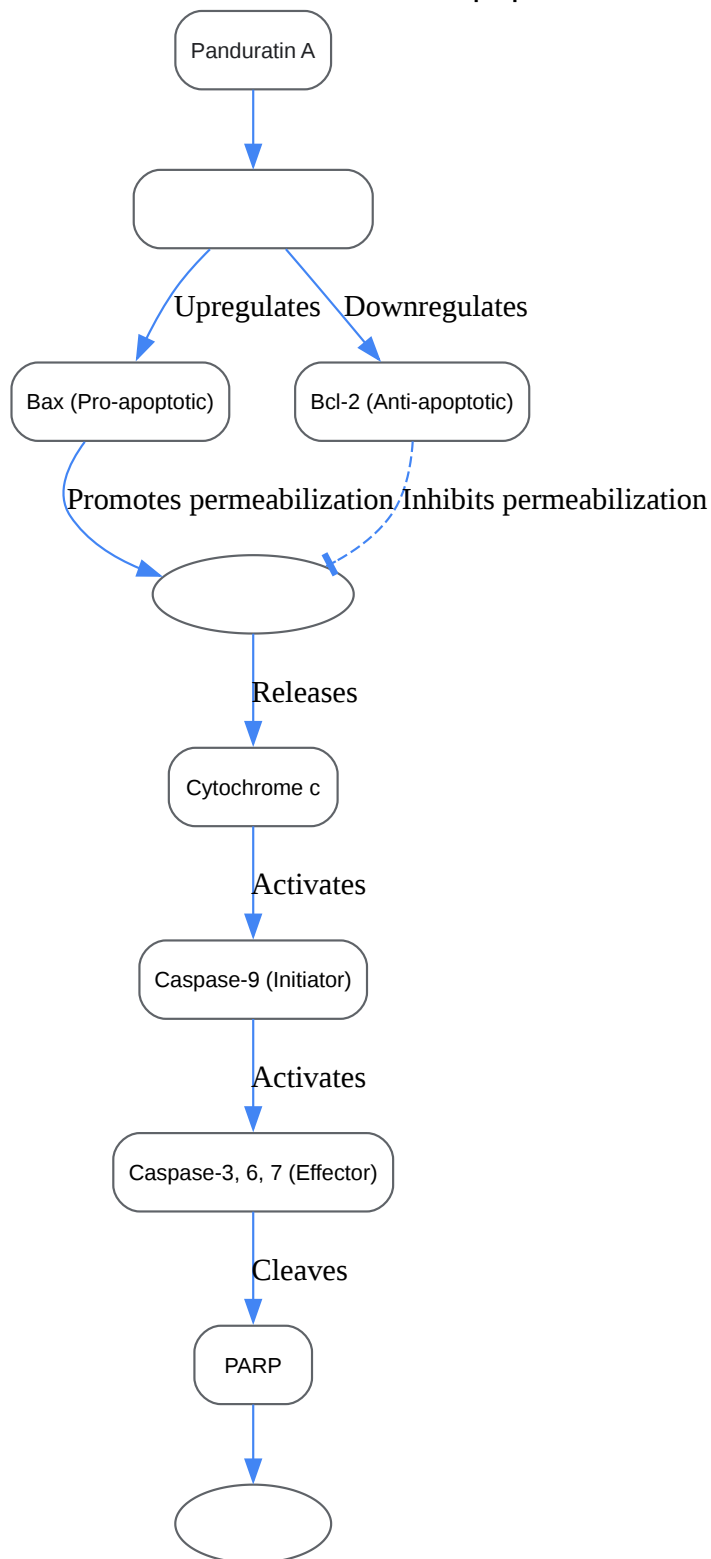 Panduratin A
Upregulates Downregulates
Bax (Pro-apoptotic) Bcl-2 (Anti-apoptotic)
Promotes permeabilization Inhibits permeabilization
Releases
Cytochrome c
Activates
Caspase-9 (Initiator)
Activates
Caspase-3, 6, 7 (Effector)
Cleaves
PARP